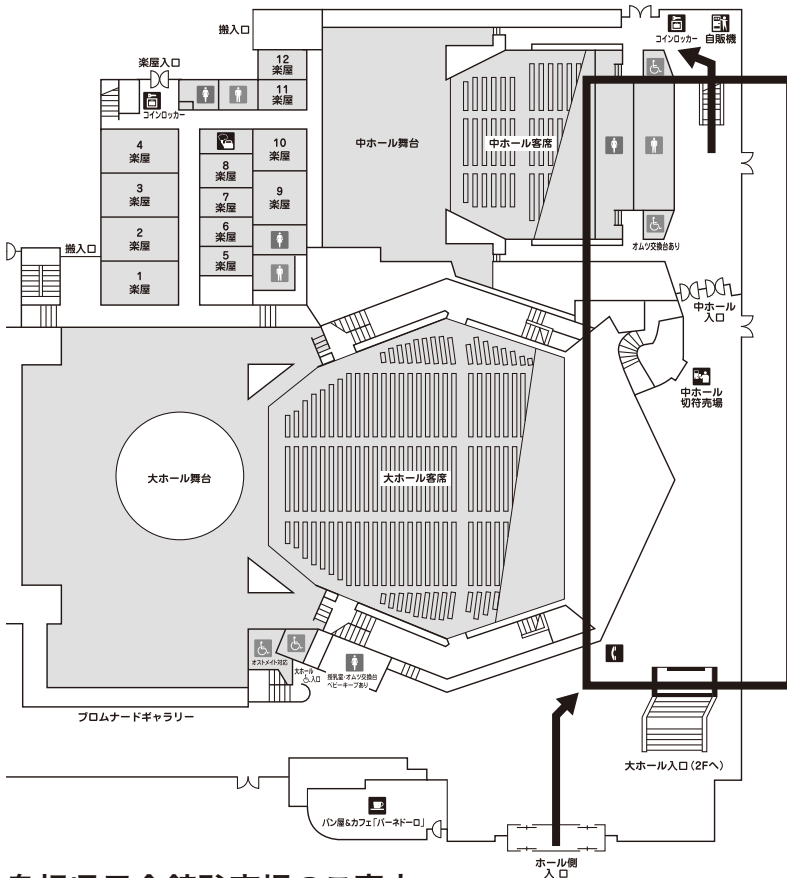 搬入口
コインロッカー
自販機
楽屋入口
12
楽屋
11
楽屋
コインロッカー
10
楽屋
4
楽屋
8
楽屋
中ホール舞台
中ホール客席
3
楽屋
7
楽屋
9
楽屋
2
楽屋
6
楽屋
搬入口
5
楽屋
1
楽屋
オムツ交換台あり
中ホール
入口
中ホール
切符売場
大ホール舞台
大ホール客席
オストメイト対応
大ホール
入口
授乳室・オムツ交換台
ベビーキープあり
プロムナードギャラリー
大ホール入口(2Fへ)
パン屋&カフェ「パーネドーロ」
ホール側
入口